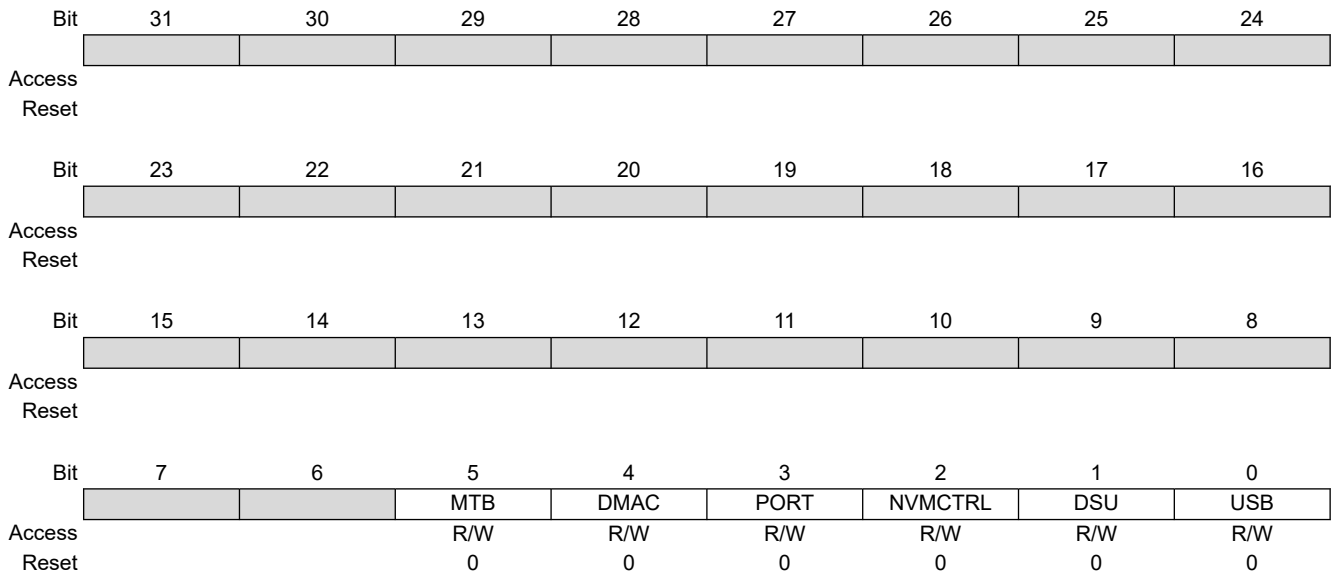 Bit 31 30 29 28 27 26 25 24
Access
Reset
Bit 23 22 21 20 19 18 17 16
Access
Reset
Bit 15 14 13 12 11 10 9 8
Access
Reset
Bit 7 6 5 4 3 2 1 0
MTB DMAC PORT NVMCTRL DSU USB
Access R/W R/W R/W R/W R/W R/W
Reset 0 0 0 0 0 0